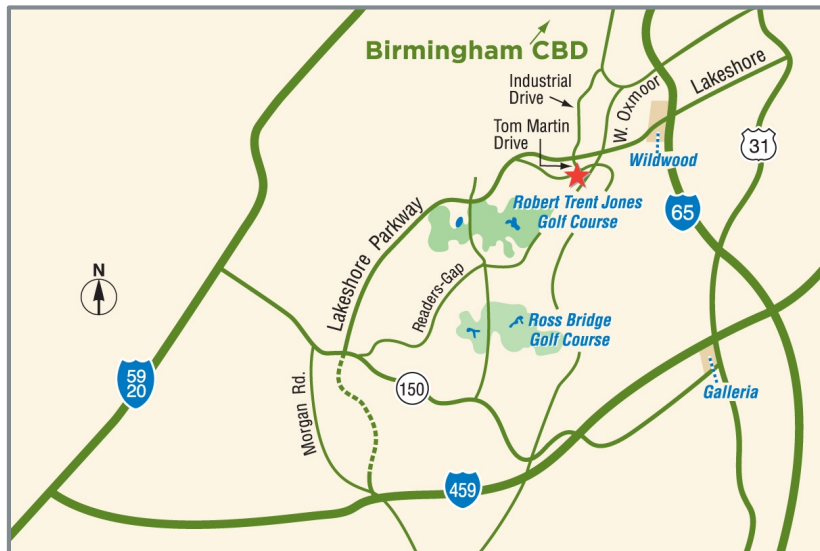 Birmingham CBD
Industrial
Drive
W. Oxmoor
Lakeshore
Tom Martin
Drive
31
Wildwood
Robert Trent Jones
Golf Course
65
Lakeshore Parkway
N
Readers-Gap
Ross Bridge
Golf Course
59
20
150
Galleria
Morgan Rd.
459